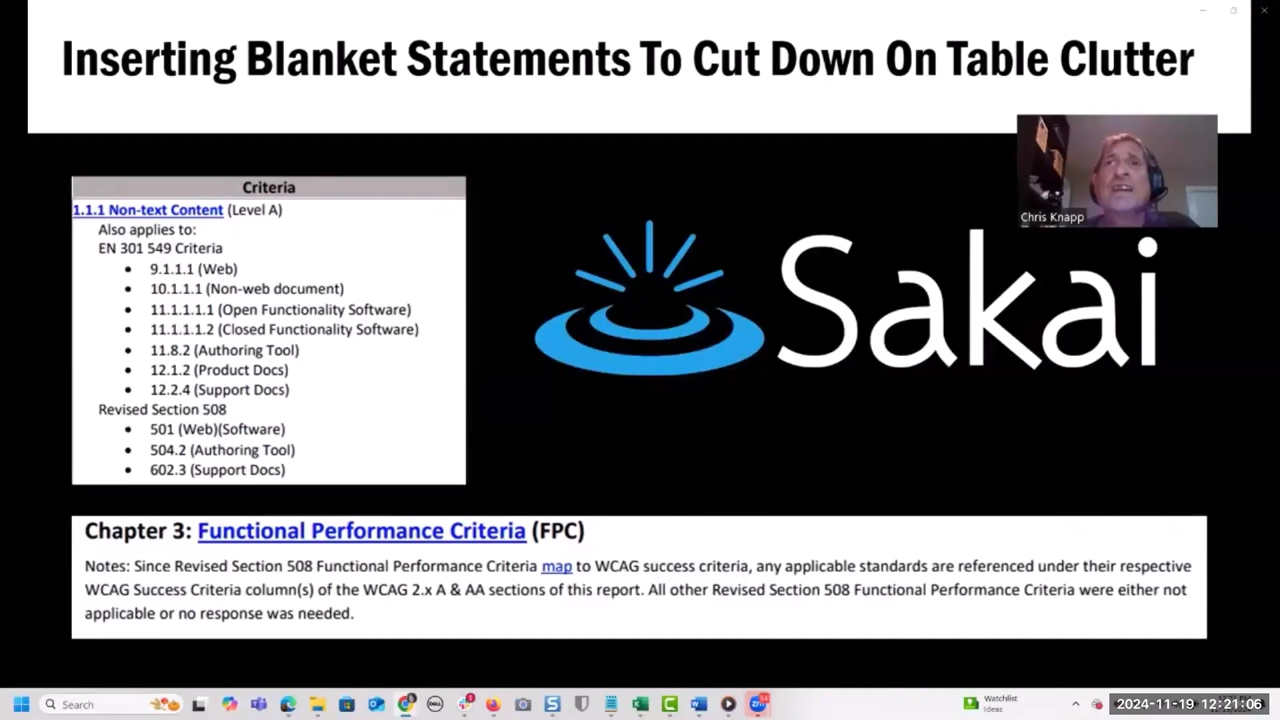 Inserting Blanket Statements To Cut Down On Table Clutter
Chris Knapp
Criteria
1.1.1 Non-text Content (Level A)
Also applies to:
EN 301 549 Criteria
• 9.1.1.1 (Web)
• 10.1.1.1 (Non-web document)
• 11.1.1.1.1 (Open Functionality Software)
• 11.1.1.1.2 (Closed Functionality Software)
• 11.8.2 (Authoring Tool)
• 12.1.2 (Product Docs)
• 12.2.4 (Support Docs)
Revised Section 508
• 501 (Web)(Software)
• 504.2 (Authoring Tool)
• 602.3 (Support Docs)
Sakai
Chapter 3: Functional Performance Criteria (FPC)
Notes: Since Revised Section 508 Functional Performance Criteria map to WCAG success criteria, any applicable standards are referenced under their respective
WCAG Success Criteria column(s) of the WCAG 2.x A & AA sections of this report. All other Revised Section 508 Functional Performance Criteria were either not
applicable or no response was needed.
Search
DELL
Watchlist
Ideas
2024-11-19 12:21:06